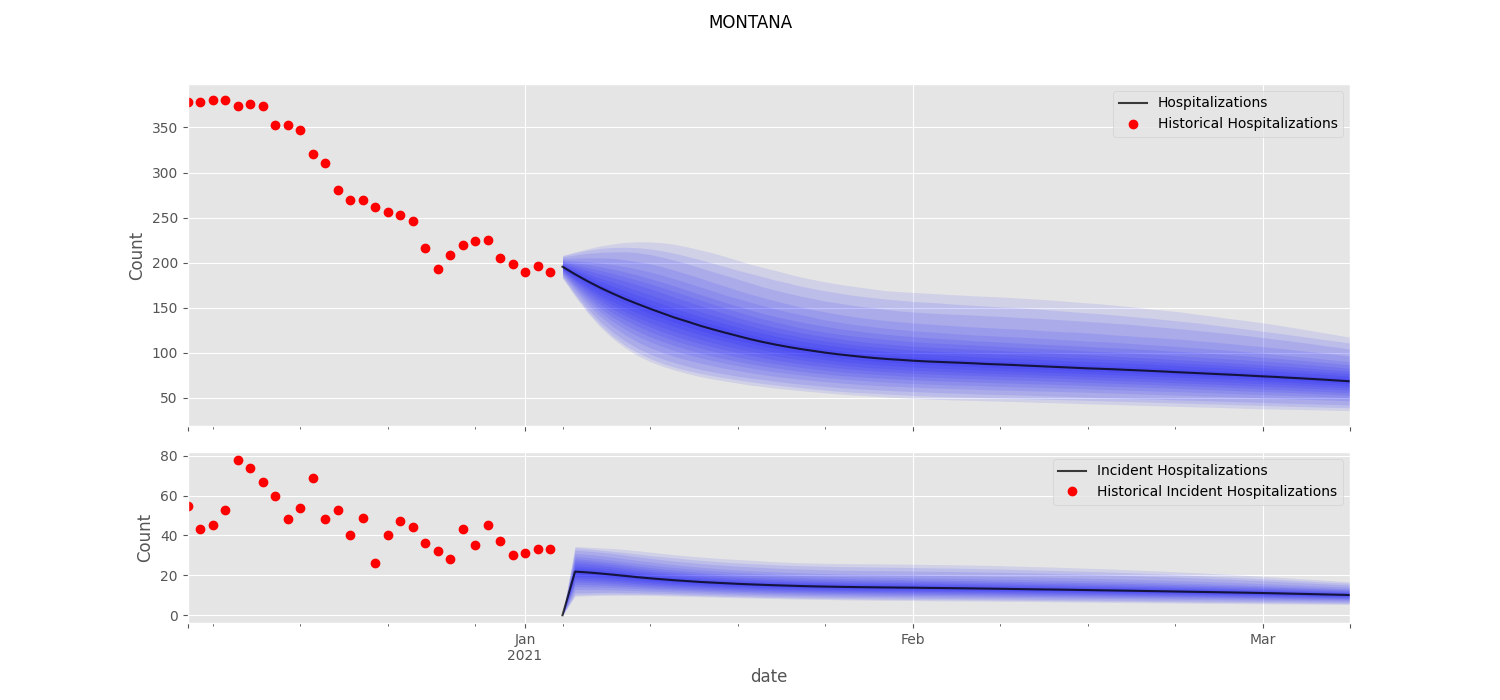 MONTANA
Hospitalizations
Historical Hospitalizations
Count
350
300
250
200
150
100
50
Incident Hospitalizations
Historical Incident Hospitalizations
Count
80
60
40
20
0
Jan
2021
Feb
Mar
date